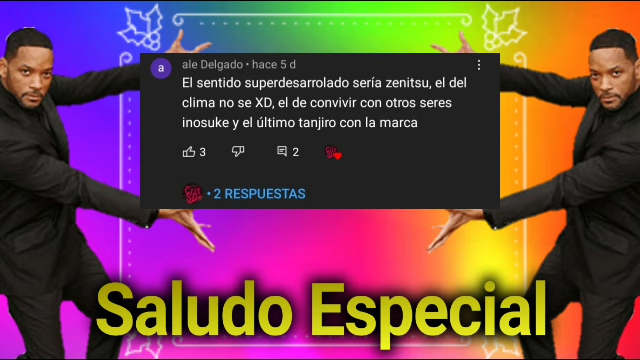 a
ale Delgado • hace 5 d
El sentido superdesarrolado sería zenitsu, el del
clima no se XD, el de convivir con otros seres
inosuke y el último tanjiro con la marca
3
2
• 2 RESPUESTAS
Saludo Especial